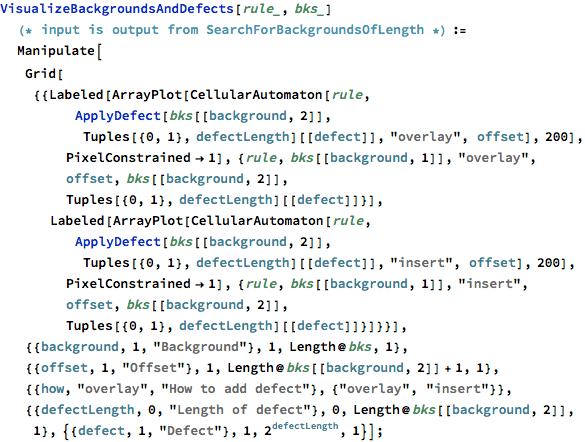 VisualizeBackgroundsAndDefects[rule_, bks_]
(* input is output from SearchForBackgroundsOfLength *) :=
Manipulate[
Grid[
{{Labeled[ArrayPlot[CellularAutomaton[rule,
ApplyDefect[bks[[background, 2]],
Tuples[{0, 1}, defectLength][[defect]], "overlay", offset], 200],
PixelConstrained → 1], {rule, bks[[background, 1]], "overlay",
offset, bks[[background, 2]],
Tuples[{0, 1}, defectLength][[defect]]}],
Labeled[ArrayPlot[CellularAutomaton[rule,
ApplyDefect[bks[[background, 2]],
Tuples[{0, 1}, defectLength][[defect]], "insert", offset], 200],
PixelConstrained → 1], {rule, bks[[background, 1]], "insert",
offset, bks[[background, 2]],
Tuples[{0, 1}, defectLength][[defect]]}]}}],
{{background, 1, "Background"}, 1, Length@bks, 1},
{{offset, 1, "Offset"}, 1, Length@bks[[background, 2]] + 1, 1},
{{how, "overlay", "How to add defect"}, {"overlay", "insert"}},
{{defectLength, 0, "Length of defect"}, 0, Length@bks[[background, 2]],
1}, {{defect, 1, "Defect"}, 1, 2^defectLength, 1}];